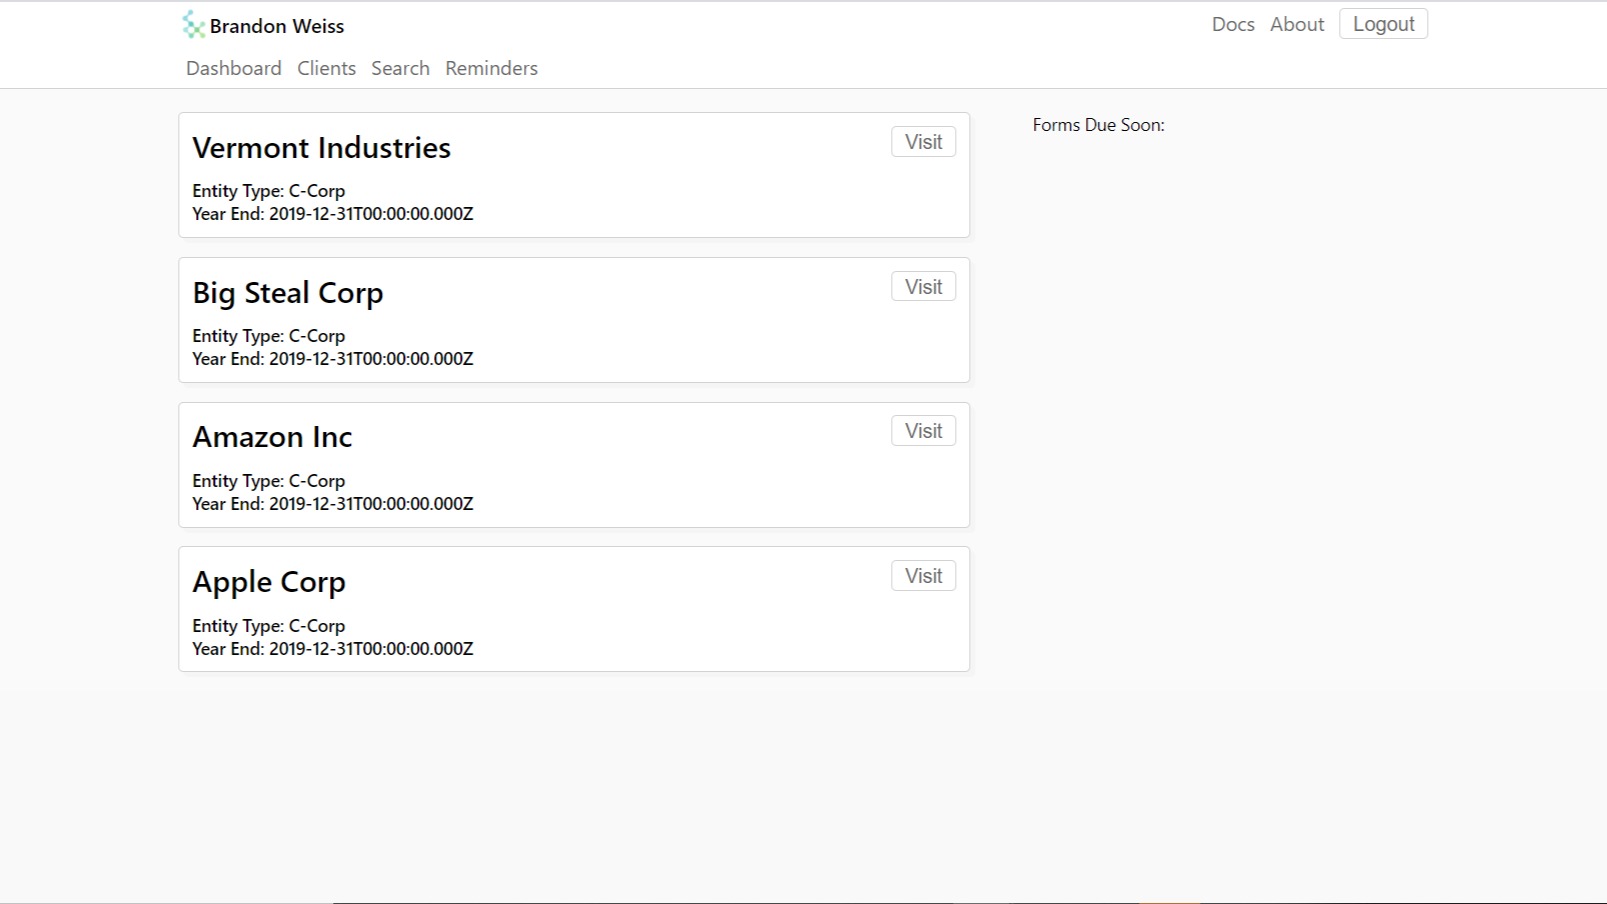 Brandon Weiss
Docs About Logout
Dashboard Clients Search Reminders
Vermont Industries
Visit
Entity Type: C-Corp
Year End: 2019-12-31T00:00:00.000Z
Big Steal Corp
Visit
Entity Type: C-Corp
Year End: 2019-12-31T00:00:00.000Z
Amazon Inc
Visit
Entity Type: C-Corp
Year End: 2019-12-31T00:00:00.000Z
Apple Corp
Visit
Entity Type: C-Corp
Year End: 2019-12-31T00:00:00.000Z
Forms Due Soon: